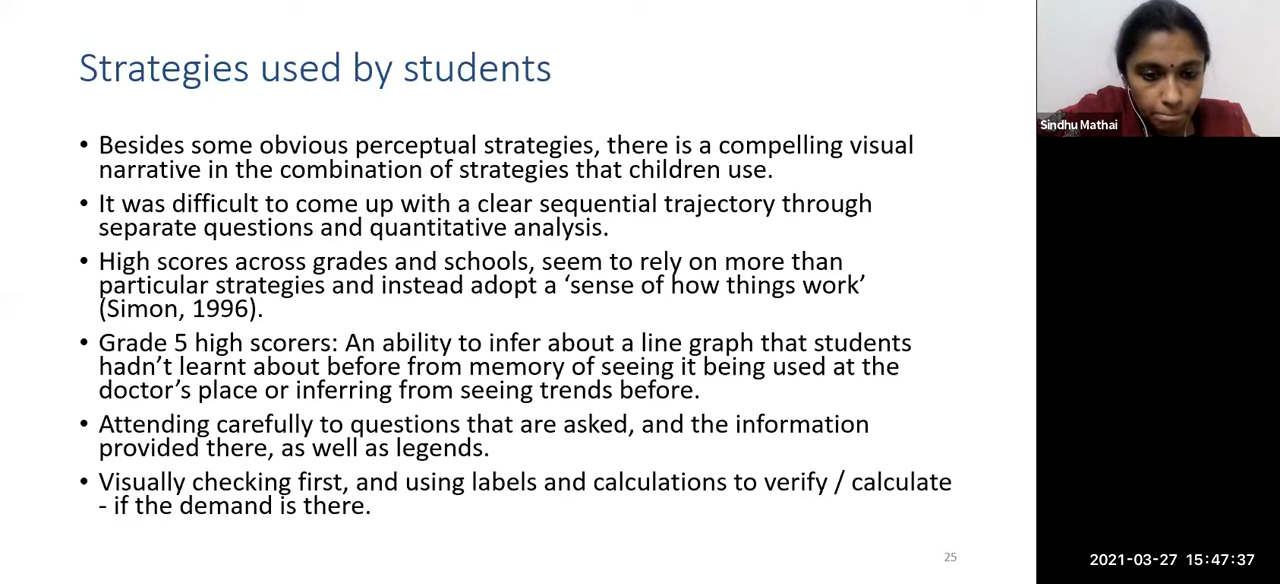 Strategies used by students
• Besides some obvious perceptual strategies, there is a compelling visual
narrative in the combination of strategies that children use.
• It was difficult to come up with a clear sequential trajectory through
separate questions and quantitative analysis.
• High scores across grades and schools, seem to rely on more than
particular strategies and instead adopt a ‘sense of how things work’
(Simon, 1996).
• Grade 5 high scorers: An ability to infer about a line graph that students
hadn’t learnt about before from memory of seeing it being used at the
doctor’s place or inferring from seeing trends before.
• Attending carefully to questions that are asked, and the information
provided there, as well as legends.
• Visually checking first, and using labels and calculations to verify / calculate
- if the demand is there.
25
Sindhu Mathai
2021-03-27 15:47:37